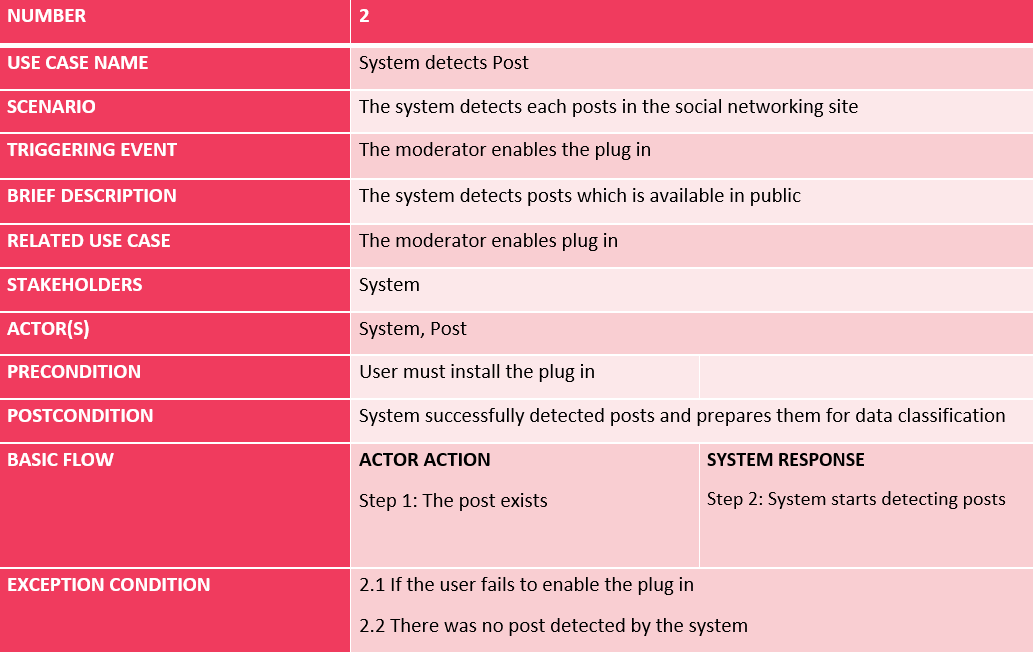 NUMBER 2
USE CASE NAME System detects Post
SCENARIO The system detects each posts in the social networking site
TRIGGERING EVENT The moderator enables the plug in
BRIEF DESCRIPTION The system detects posts which is available in public
RELATED USE CASE The moderator enables plug in
STAKEHOLDERS System
ACTOR(S) System, Post
PRECONDITION User must install the plug in
POSTCONDITION System successfully detected posts and prepares them for data classification
BASIC FLOW ACTOR ACTION SYSTEM RESPONSE
Step 1: The post exists Step 2: System starts detecting posts
EXCEPTION CONDITION 2.1 If the user fails to enable the plug in
2.2 There was no post detected by the system